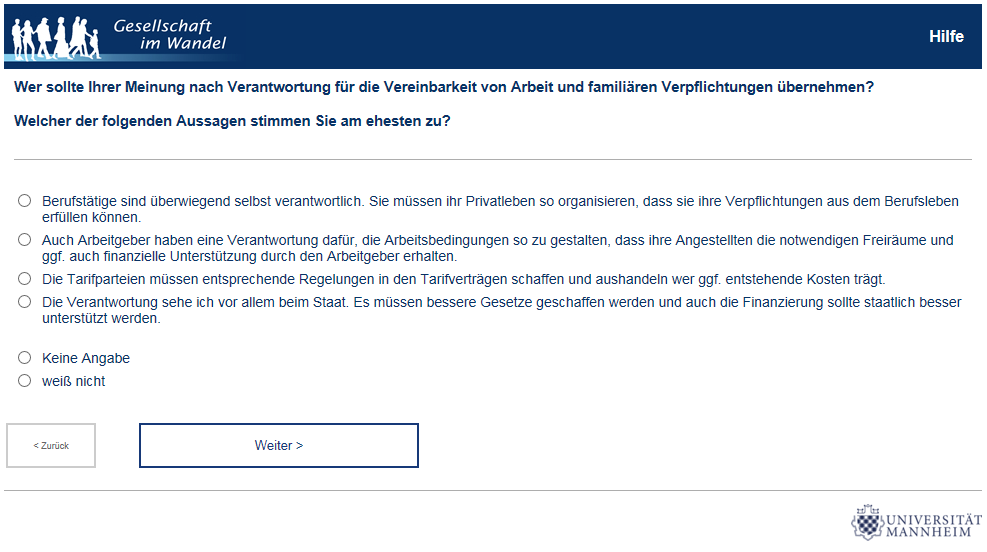 Gesellschaft
im Wandel
Hilfe
Wer sollte Ihrer Meinung nach Verantwortung für die Vereinbarkeit von Arbeit und familiären Verpflichtungen übernehmen?
Welcher der folgenden Aussagen stimmen Sie am ehesten zu?
Berufstätige sind überwiegend selbst verantwortlich. Sie müssen ihr Privatleben so organisieren, dass sie ihre Verpflichtungen aus dem Berufsleben
erfüllen können.
Auch Arbeitgeber haben eine Verantwortung dafür, die Arbeitsbedingungen so zu gestalten, dass ihre Angestellten die notwendigen Freiräume und
ggf. auch finanzielle Unterstützung durch den Arbeitgeber erhalten.
Die Tarifparteien müssen entsprechende Regelungen in den Tarifverträgen schaffen und aushandeln wer ggf. entstehende Kosten trägt.
Die Verantwortung sehe ich vor allem beim Staat. Es müssen bessere Gesetze geschaffen werden und auch die Finanzierung sollte staatlich besser
unterstützt werden.
Keine Angabe
weiß nicht
< Zurück
Weiter >
UNIVERSITÄT
MANNHEIM